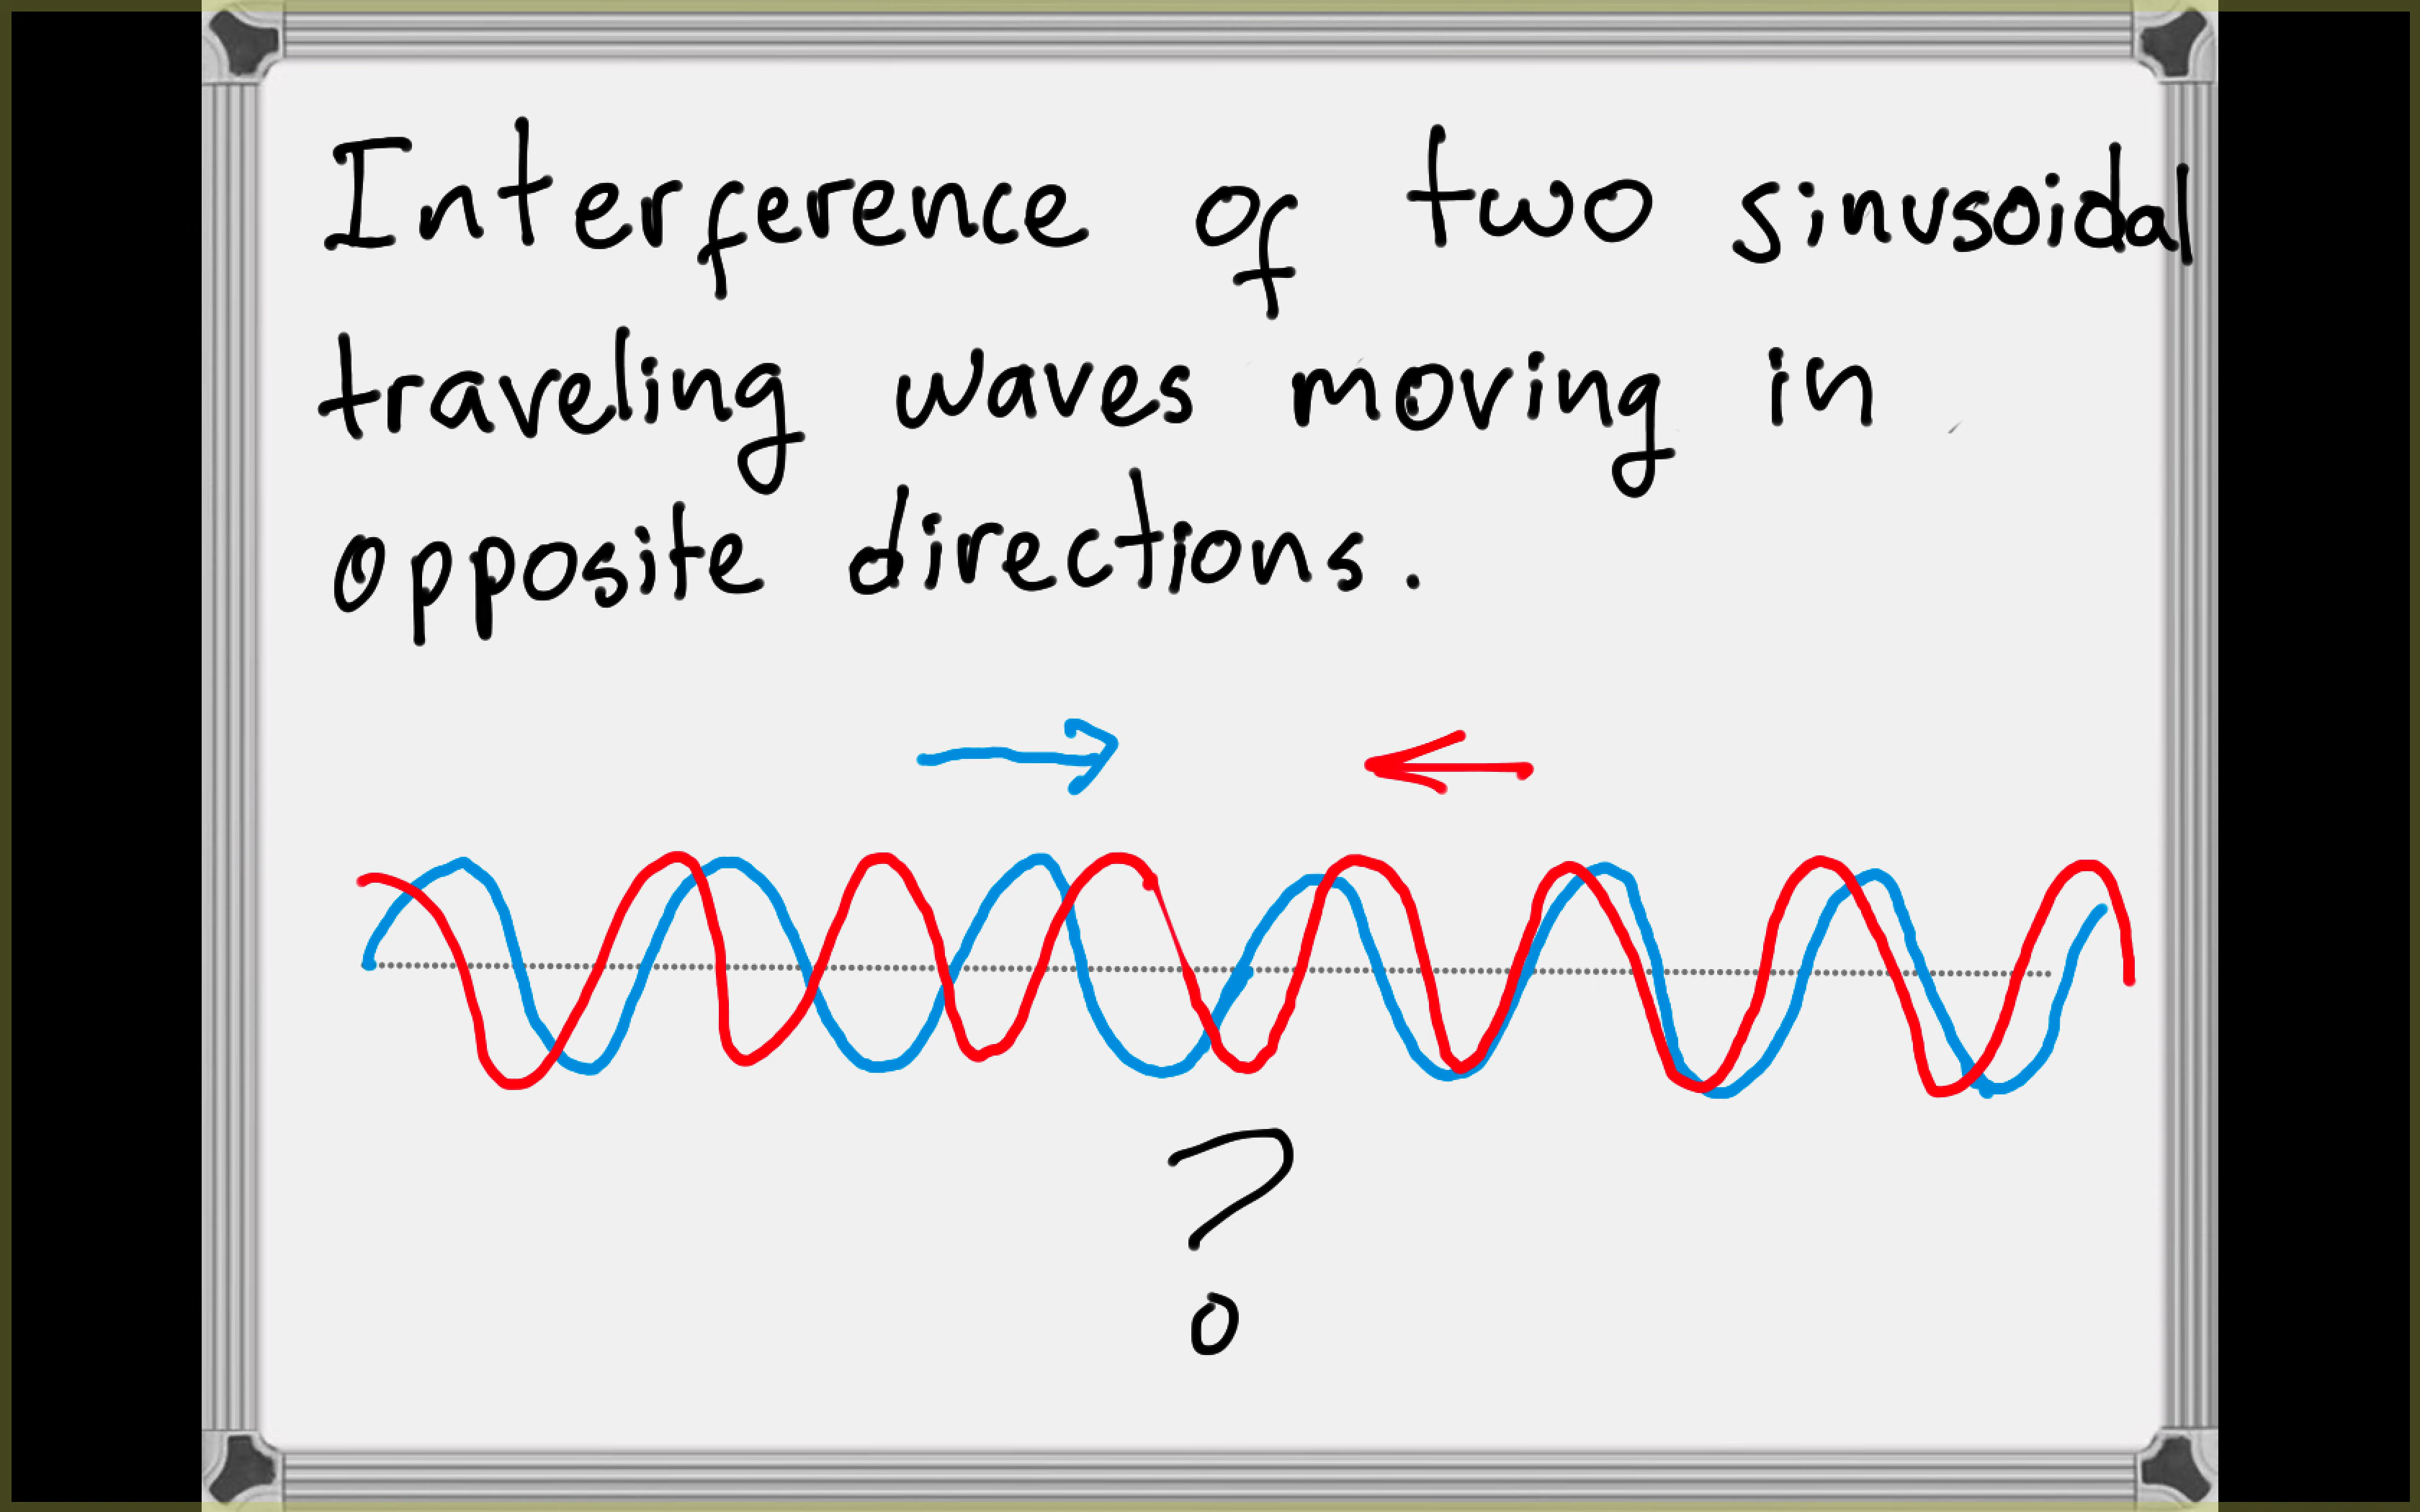 Interference of two sinusoidal
traveling waves moving in
opposite directions.
?